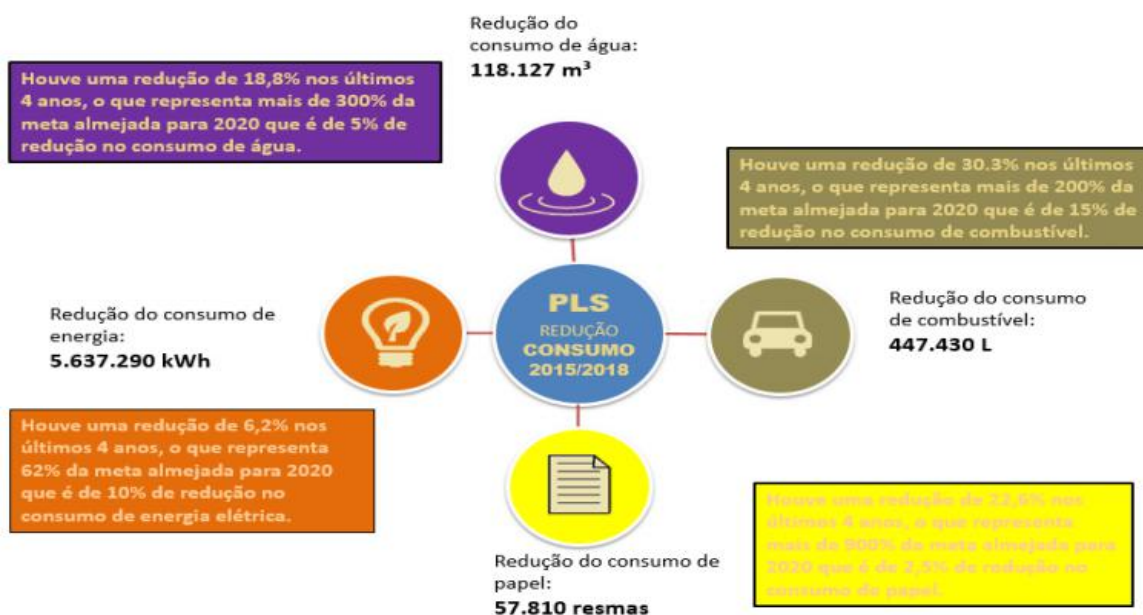 Redução do
consumo de água:
118.127 m³
Houve uma redução de 18,8% nos últimos
4 anos, o que representa mais de 300% da
meta almejada para 2020 que é de 5% de
redução no consumo de água.
Houve uma redução de 30.3% nos últimos
4 anos, o que representa mais de 200% da
meta almejada para 2020 que é de 15% de
redução no consumo de combustível.
Redução do consumo de
energia:
5.637.290 kWh
PLS
REDUÇÃO
CONSUMO
2015/2018
Redução do consumo
de combustível:
447.430 L
Houve uma redução de 6,2% nos
últimos 4 anos, o que representa
62% da meta almejada para 2020
que é de 10% de redução no
consumo de energia elétrica.
Houve uma redução de 22,6% nos
últimos 4 anos, o que representa
mais de 900% da meta almejada para
2020 que é de 2,5% de redução no
consumo de papel.
Redução do consumo de
papel:
57.810 resmas